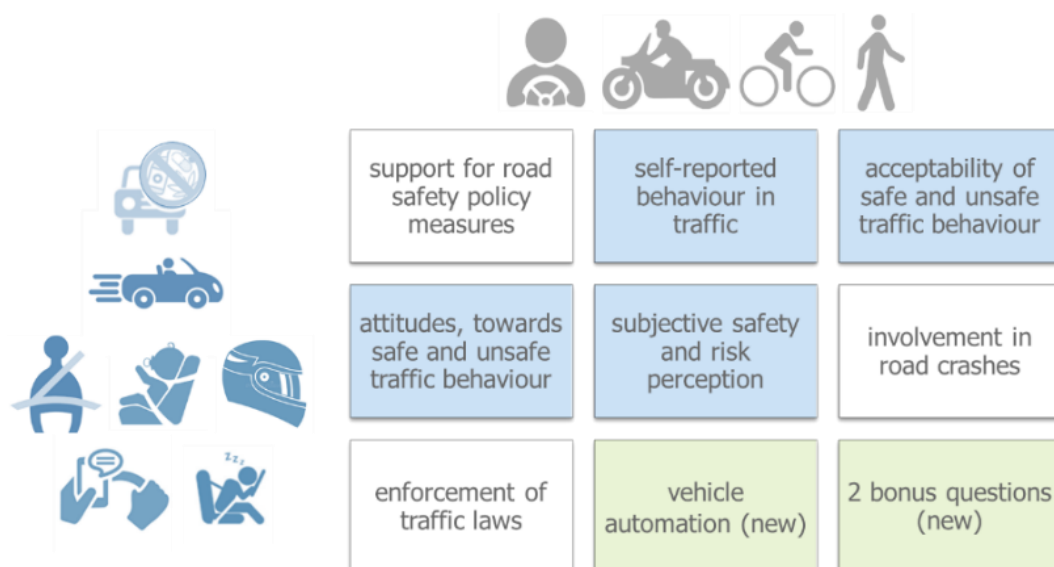 support for road
safety policy
measures
self-reported
behaviour in
traffic
acceptability of
safe and unsafe
traffic behaviour
attitudes, towards
safe and unsafe
traffic behaviour
subjective safety
and risk
perception
involvement in
road crashes
zzz
enforcement of
traffic laws
vehicle
automation (new)
2 bonus questions
(new)